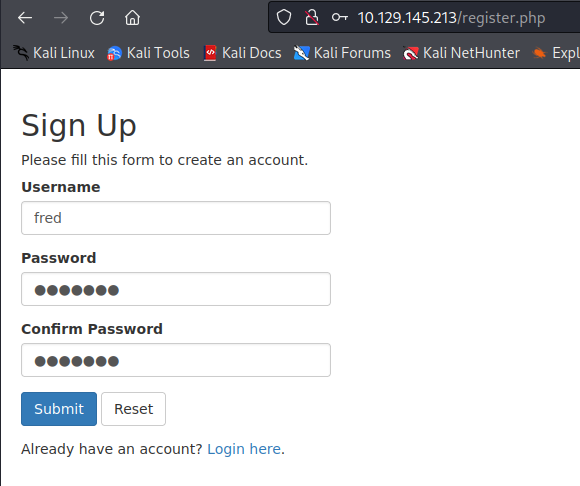 10.129.145.213/register.php
Kali Linux Kali Tools Kali Docs Kali Forums Kali NetHunter Expl
Sign Up
Please fill this form to create an account.
Username
fred
Password
●●●●●●●
Confirm Password
●●●●●●●
Submit Reset
Already have an account? Login here.